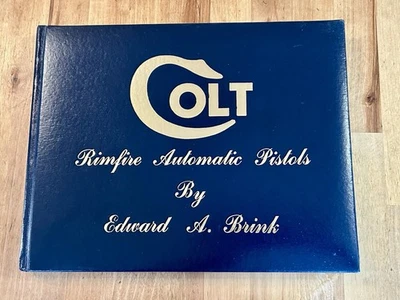 COLT
Rimfire Automatic Pistols
By
Edward A. Brink